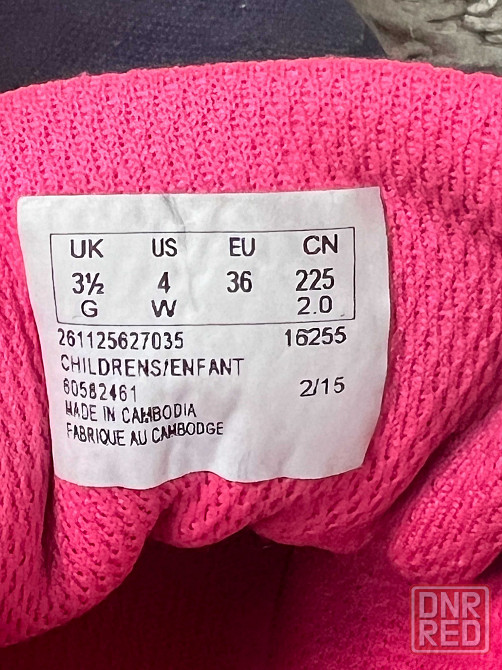 UK US EU CN
3½ 4 36 225
G W 2.0
261125627035 16255
CHILDRENS/ENFANT
60582461 2/15
MADE IN CAMBODIA
FABRIQUE AU CAMBODGE
DNR
RED